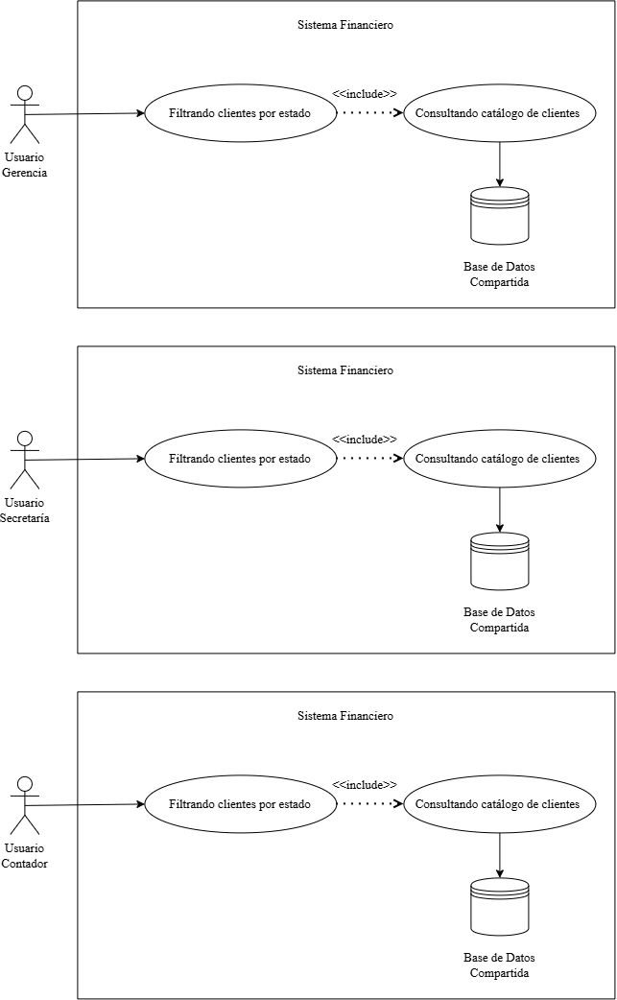 Sistema Financiero
Filtrando clientes por estado
<<include>>
Consultando catálogo de clientes
Usuario
Gerencia
Base de Datos
Compartida
Sistema Financiero
Filtrando clientes por estado
<<include>>
Consultando catálogo de clientes
Usuario
Secretaría
Base de Datos
Compartida
Sistema Financiero
Filtrando clientes por estado
<<include>>
Consultando catálogo de clientes
Usuario
Contador
Base de Datos
Compartida